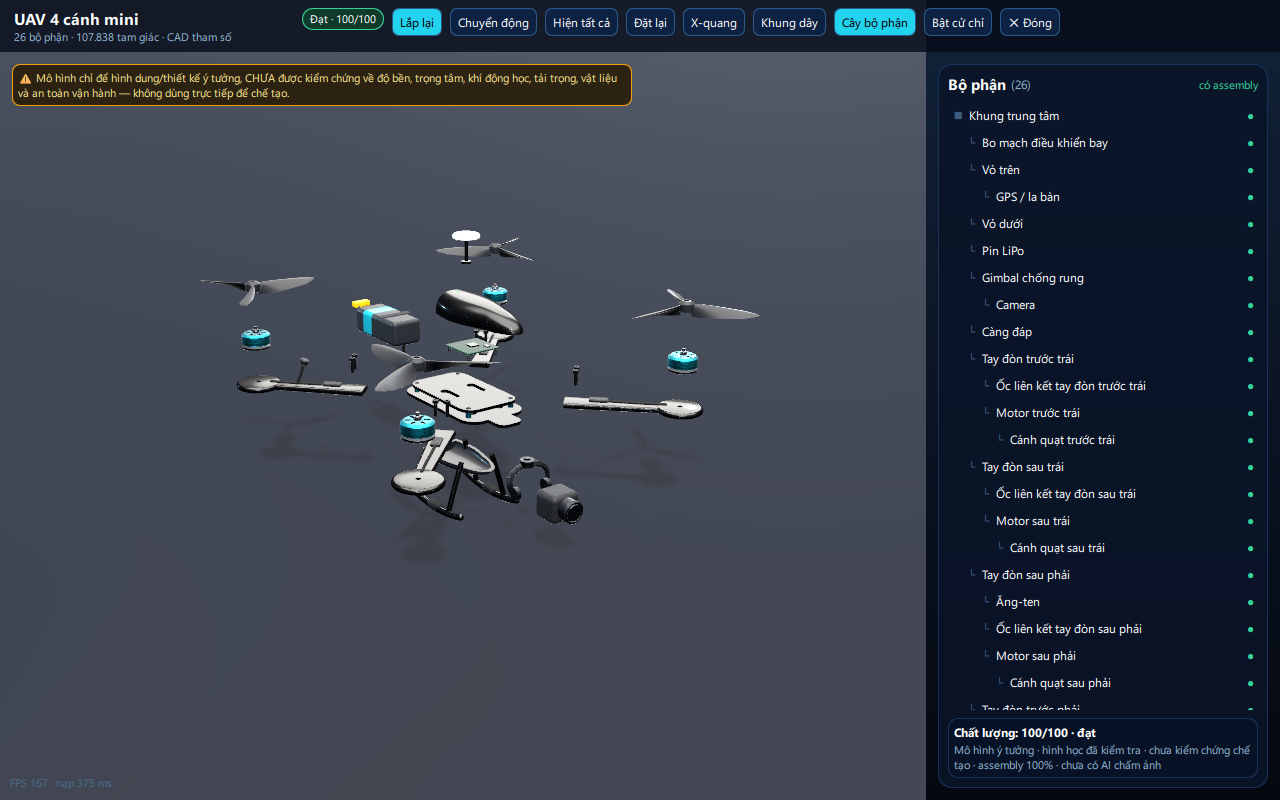 UAV 4 cánh mini
26 bộ phận · 107.838 tam giác · CAD tham số
Đạt · 100/100
Lắp lại
Chuyển động
Hiện tất cả
Đặt lại
X-quang
Khung dây
Cây bộ phận
Bật cử chỉ
✕ Đóng
⚠ Mô hình chỉ để hình dung/thiết kế ý tưởng, CHƯA được kiểm chứng về độ bền, trọng tâm, khí động học, tải trọng, vật liệu
và an toàn vận hành — không dùng trực tiếp để chế tạo.
Bộ phận (26)
có assembly
Khung trung tâm
Bo mạch điều khiển bay
Vỏ trên
GPS / la bàn
Vỏ dưới
Pin LiPo
Gimbal chống rung
Camera
Càng đáp
Tay đòn trước trái
Ốc liên kết tay đòn trước trái
Motor trước trái
Cánh quạt trước trái
Tay đòn sau trái
Ốc liên kết tay đòn sau trái
Motor sau trái
Cánh quạt sau trái
Tay đòn sau phải
Ăng-ten
Ốc liên kết tay đòn sau phải
Motor sau phải
Cánh quạt sau phải
Tay đòn trước phải
Chất lượng: 100/100 · đạt
Mô hình ý tưởng · hình học đã kiểm tra · chưa kiểm chứng chế
tạo · assembly 100% · chưa có AI chấm ảnh
FPS 167 · nạp 375 ms